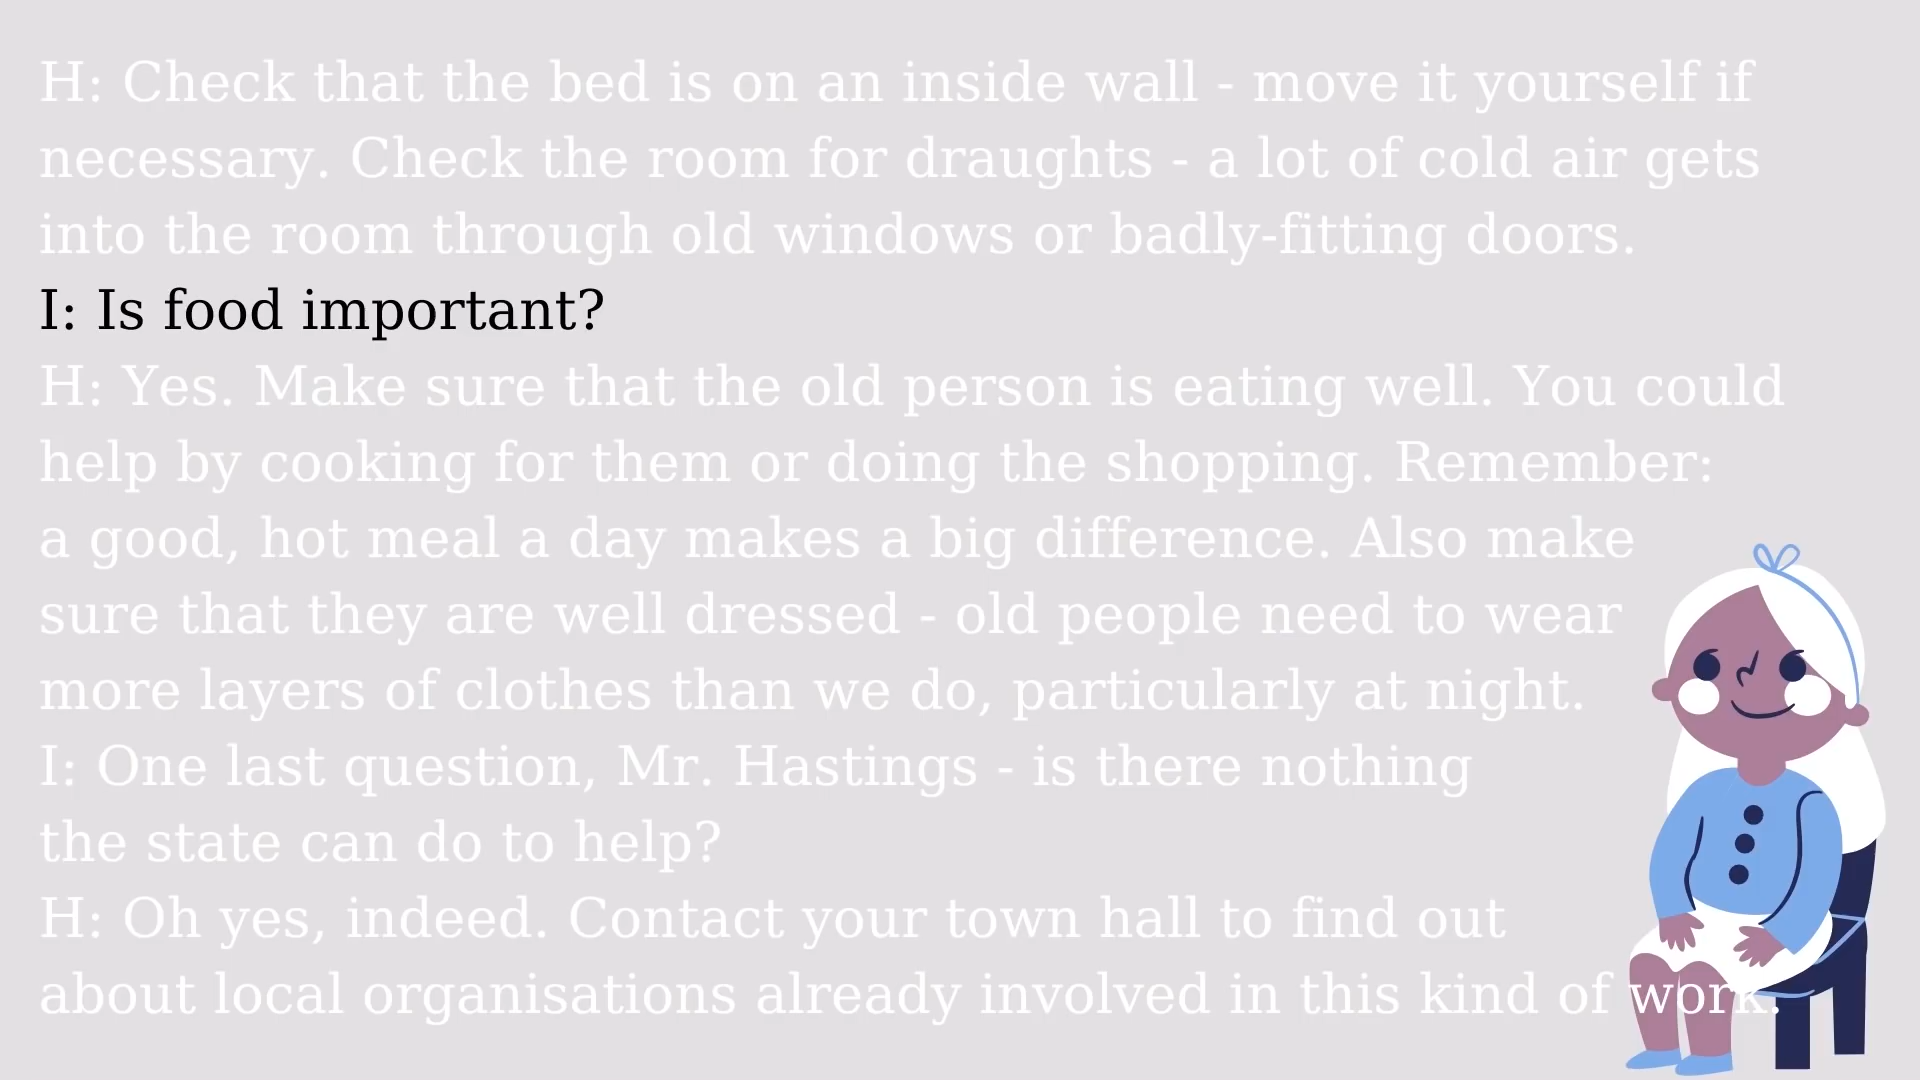 H: Check that the bed is on an inside wall - move it yourself if
necessary. Check the room for draughts - a lot of cold air gets
into the room through old windows or badly-fitting doors.
I: Is food important?
H: Yes. Make sure that the old person is eating well. You could
help by cooking for them or doing the shopping. Remember:
a good, hot meal a day makes a big difference. Also make
sure that they are well dressed - old people need to wear
more layers of clothes than we do, particularly at night.
I: One last question, Mr. Hastings - is there nothing
the state can do to help?
H: Oh yes, indeed. Contact your town hall to find out
about local organisations already involved in this kind of work.